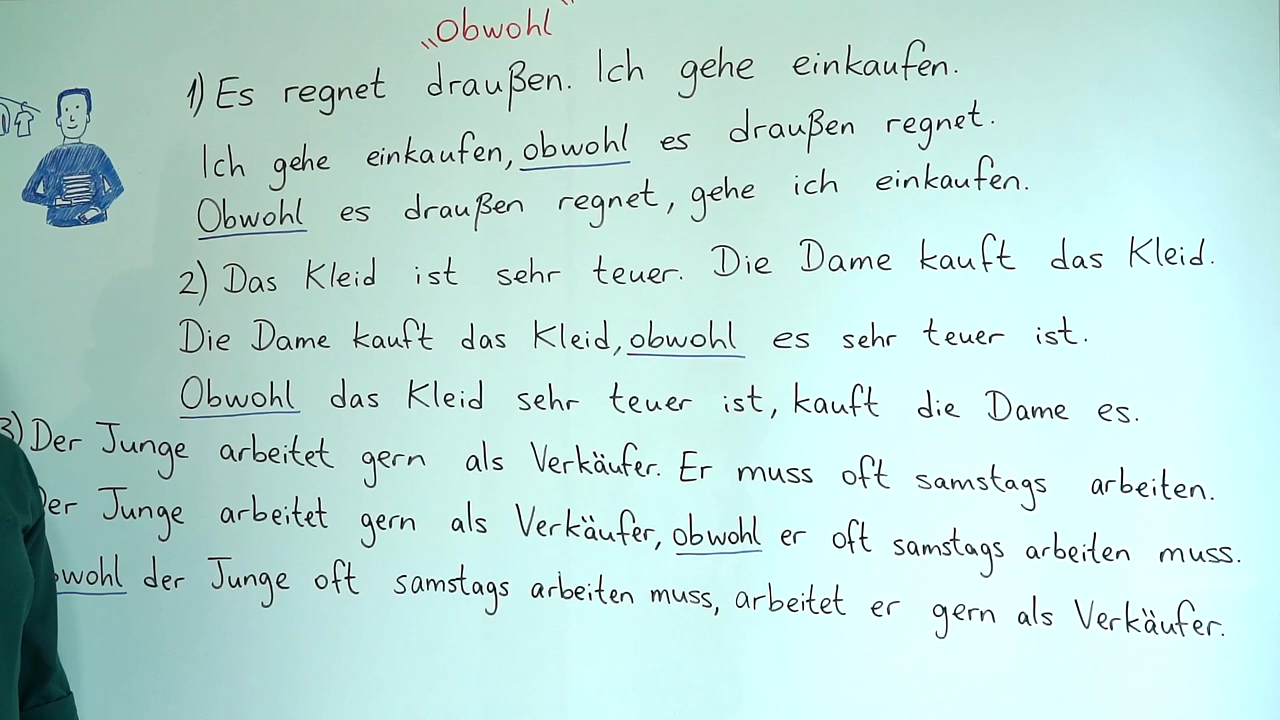 „Obwohl“
1) Es regnet draußen. Ich gehe einkaufen.
Ich gehe einkaufen, obwohl es draußen regnet.
Obwohl es draußen regnet, gehe ich einkaufen.
2) Das Kleid ist sehr teuer. Die Dame kauft das Kleid.
Die Dame kauft das Kleid, obwohl es sehr teuer ist.
Obwohl das Kleid sehr teuer ist, kauft die Dame es.
3) Der Junge arbeitet gern als Verkäufer. Er muss oft samstags arbeiten.
Der Junge arbeitet gern als Verkäufer, obwohl er oft samstags arbeiten muss.
bwohl der Junge oft samstags arbeiten muss, arbeitet er gern als Verkäufer.